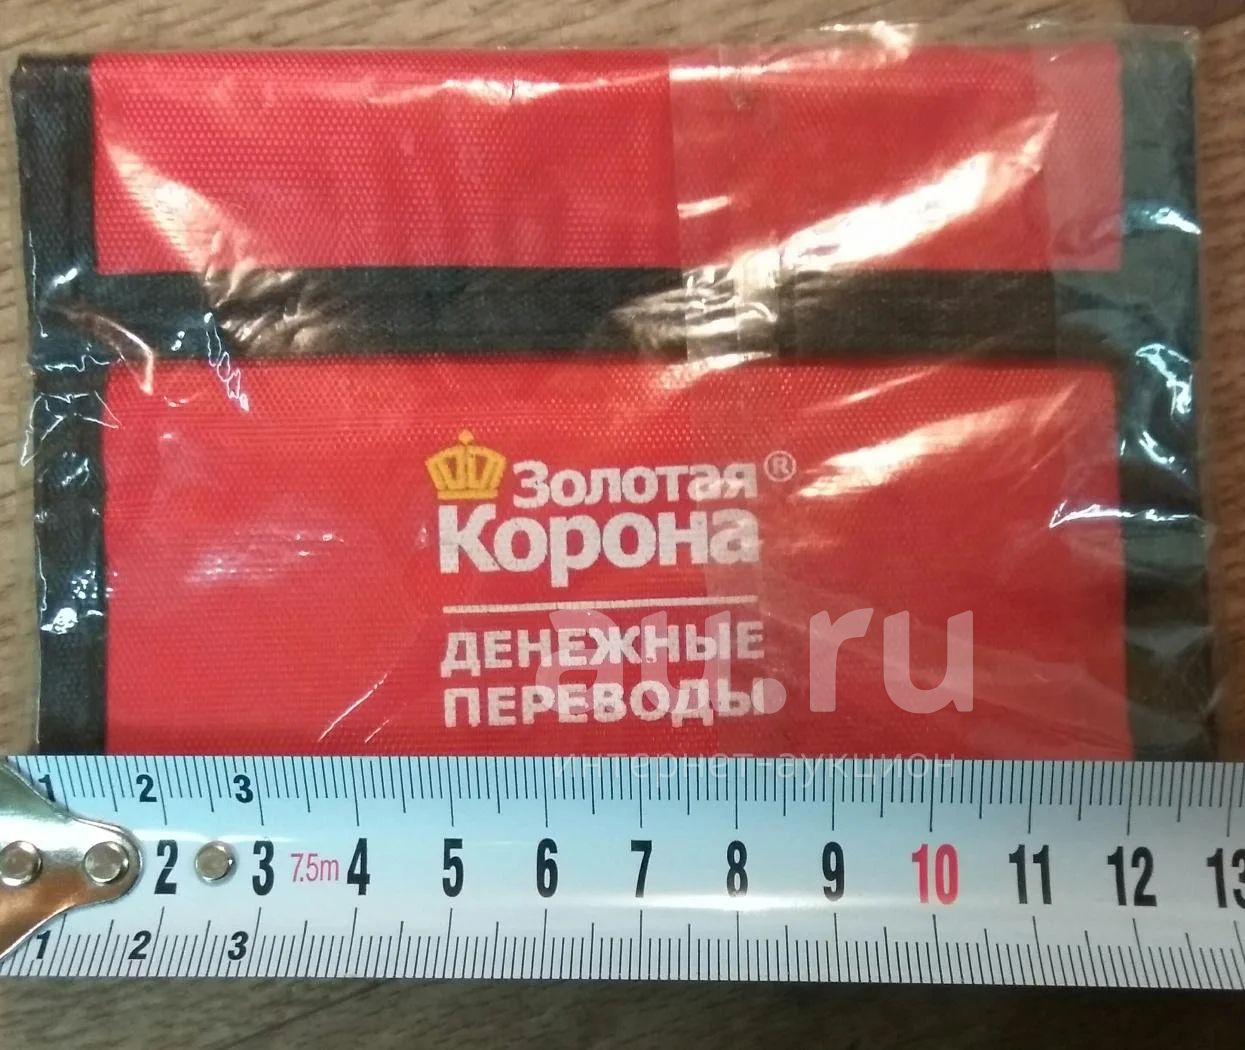 Золотая®
Корона
ДЕНЕЖНЫЕ
ПЕРЕВОДЫ
au.ru
интернет-аукцион
1 2 3
2 3 7.5m 4 5 6 7 8 9 10 11 12 13
1 2 3